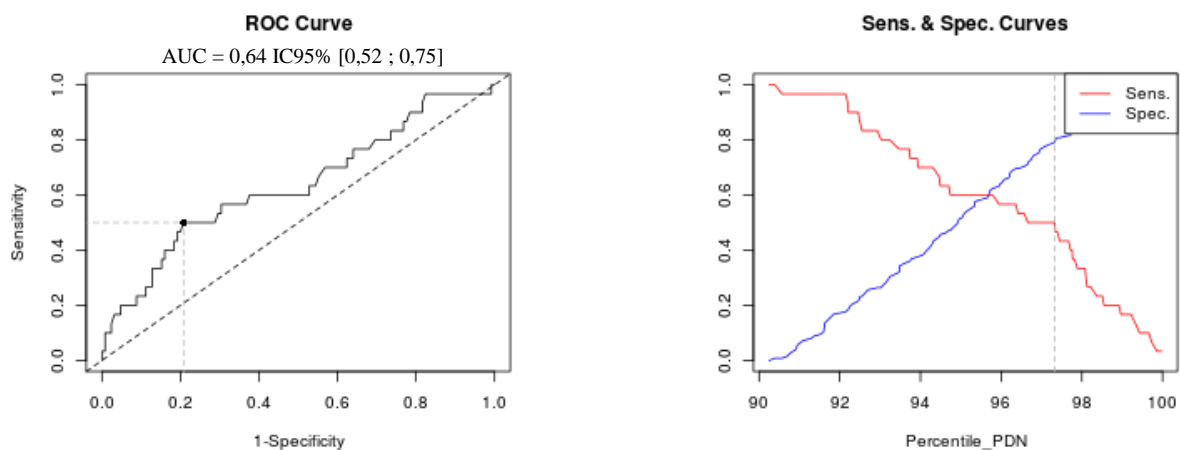 ROC Curve
AUC = 0,64 IC95% [0,52 ; 0,75]
Sensitivity
1.0
0.8
0.6
0.4
0.2
0.0
0.0 0.2 0.4 0.6 0.8 1.0
1-Specificity
Sens. & Spec. Curves
Sens.
Spec.
1.0
0.8
0.6
0.4
0.2
0.0
90 92 94 96 98 100
Percentile_PDN